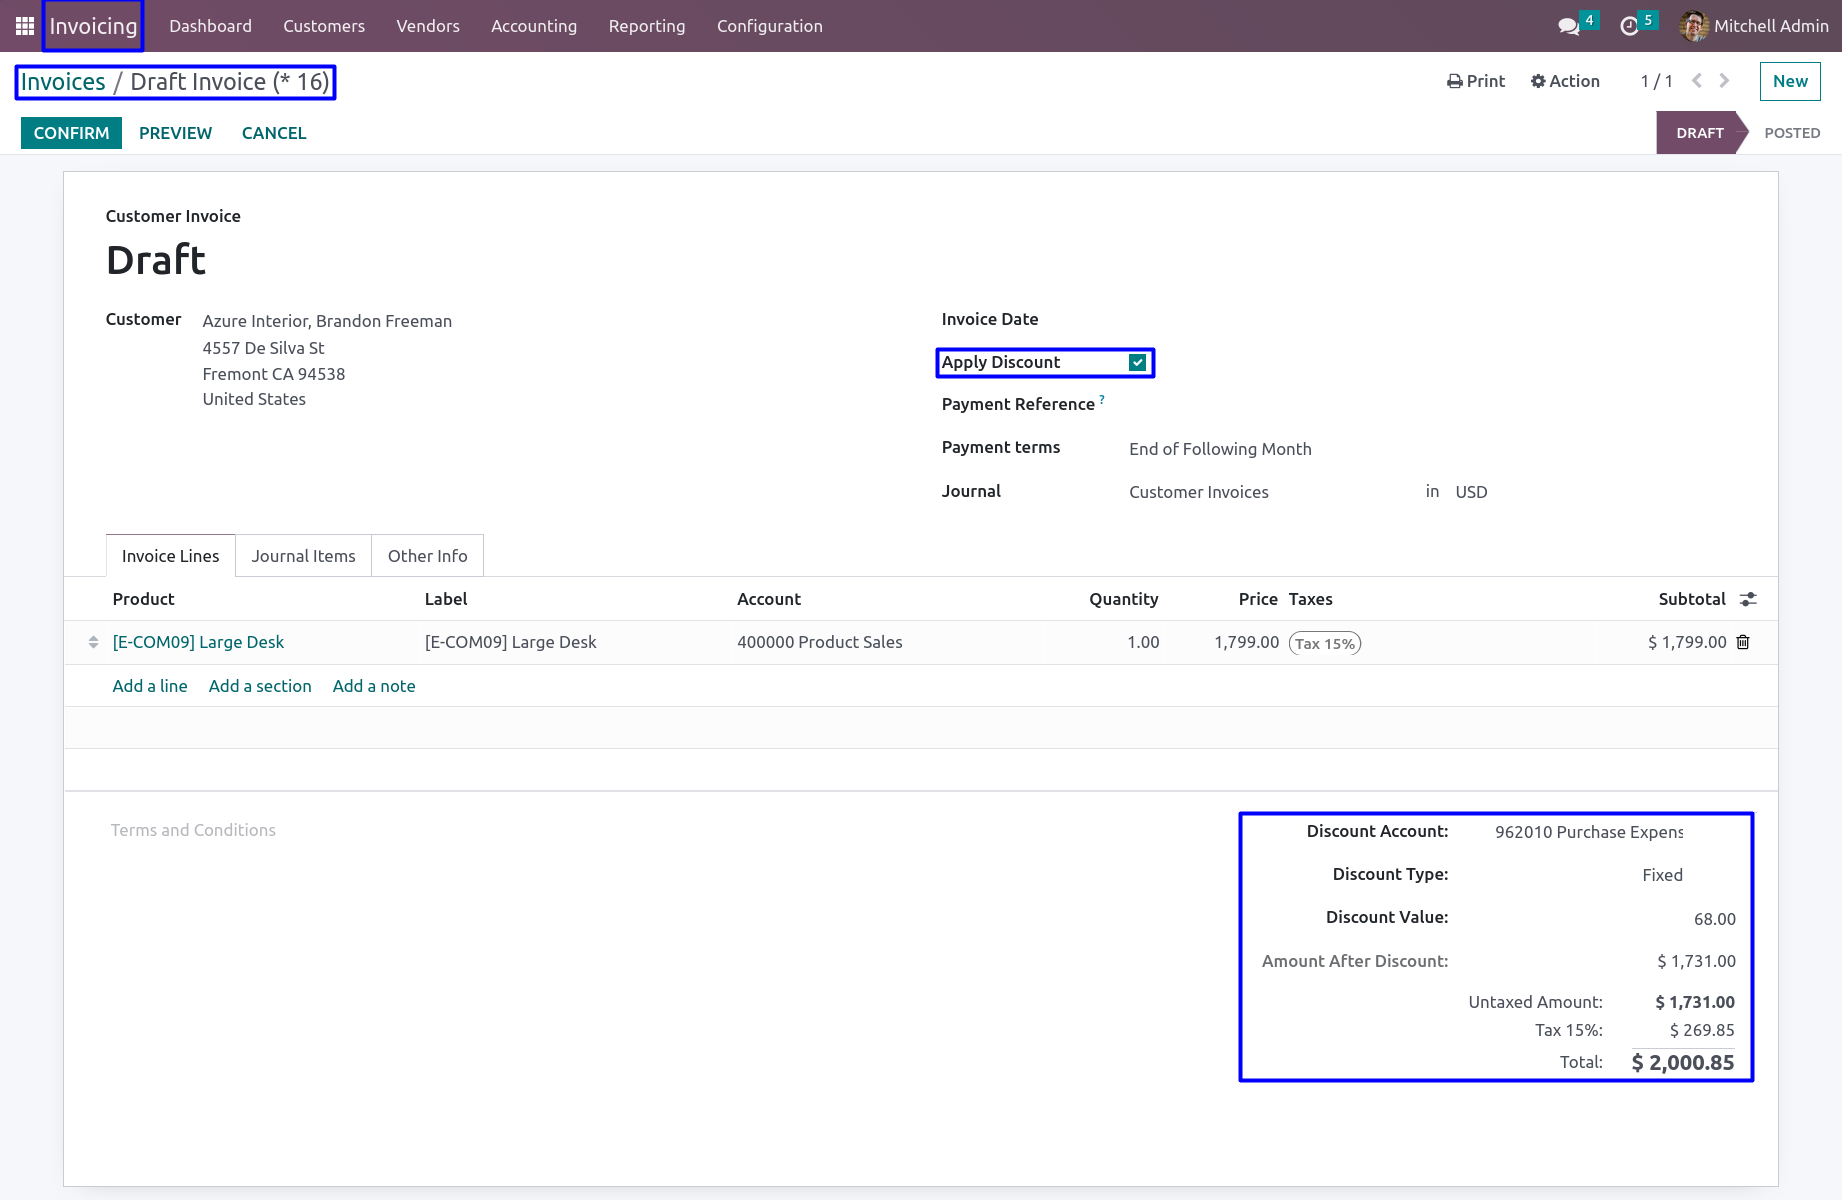 Invoicing Dashboard Customers Vendors Accounting Reporting Configuration 4 5 Mitchell Admin
Invoices / Draft Invoice (* 16) Print Action 1 / 1 New
CONFIRM PREVIEW CANCEL DRAFT POSTED
Customer Invoice
Draft
Customer Azure Interior, Brandon Freeman Invoice Date
4557 De Silva St
Apply Discount
Fremont CA 94538
United States
Payment Reference ?
Payment terms End of Following Month
Journal Customer Invoices in USD
Invoice Lines Journal Items Other Info
Product Label Account Quantity Price Taxes Subtotal
[E-COM09] Large Desk [E-COM09] Large Desk 400000 Product Sales 1.00 1,799.00 Tax 15% $ 1,799.00
Add a line Add a section Add a note
Terms and Conditions
Discount Account: 962010 Purchase Expens
Discount Type: Fixed
Discount Value: 68.00
Amount After Discount: $ 1,731.00
Untaxed Amount: $ 1,731.00
Tax 15%: $ 269.85
Total: $ 2,000.85